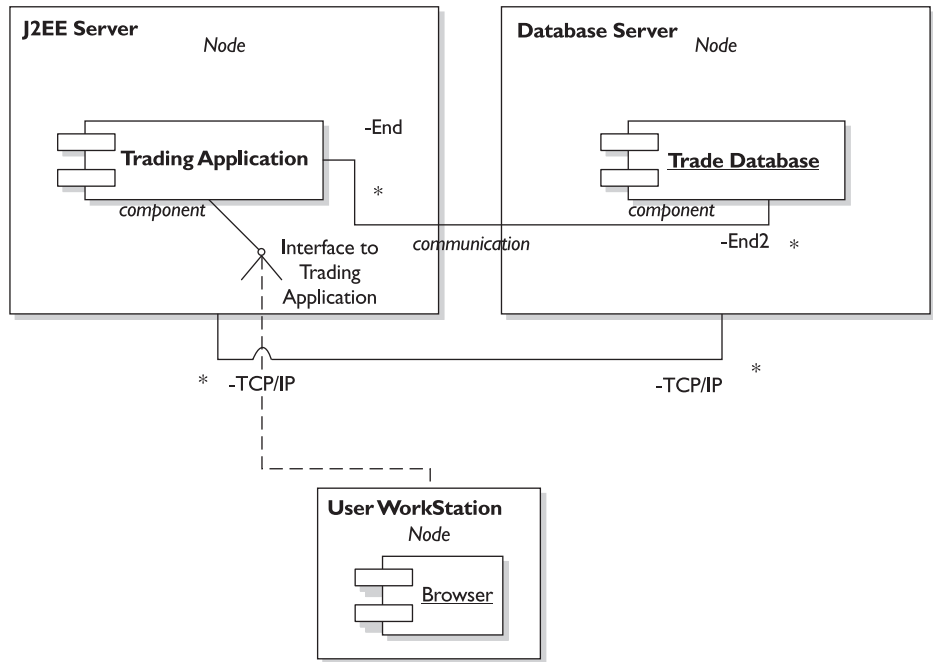 J2EE Server
Node
Database Server
Node
-End
Trading Application
Trade Database
*
component
component
communication
-End2 *
Interface to
Trading
Application
* -TCP/IP
-TCP/IP *
User WorkStation
Node
Browser